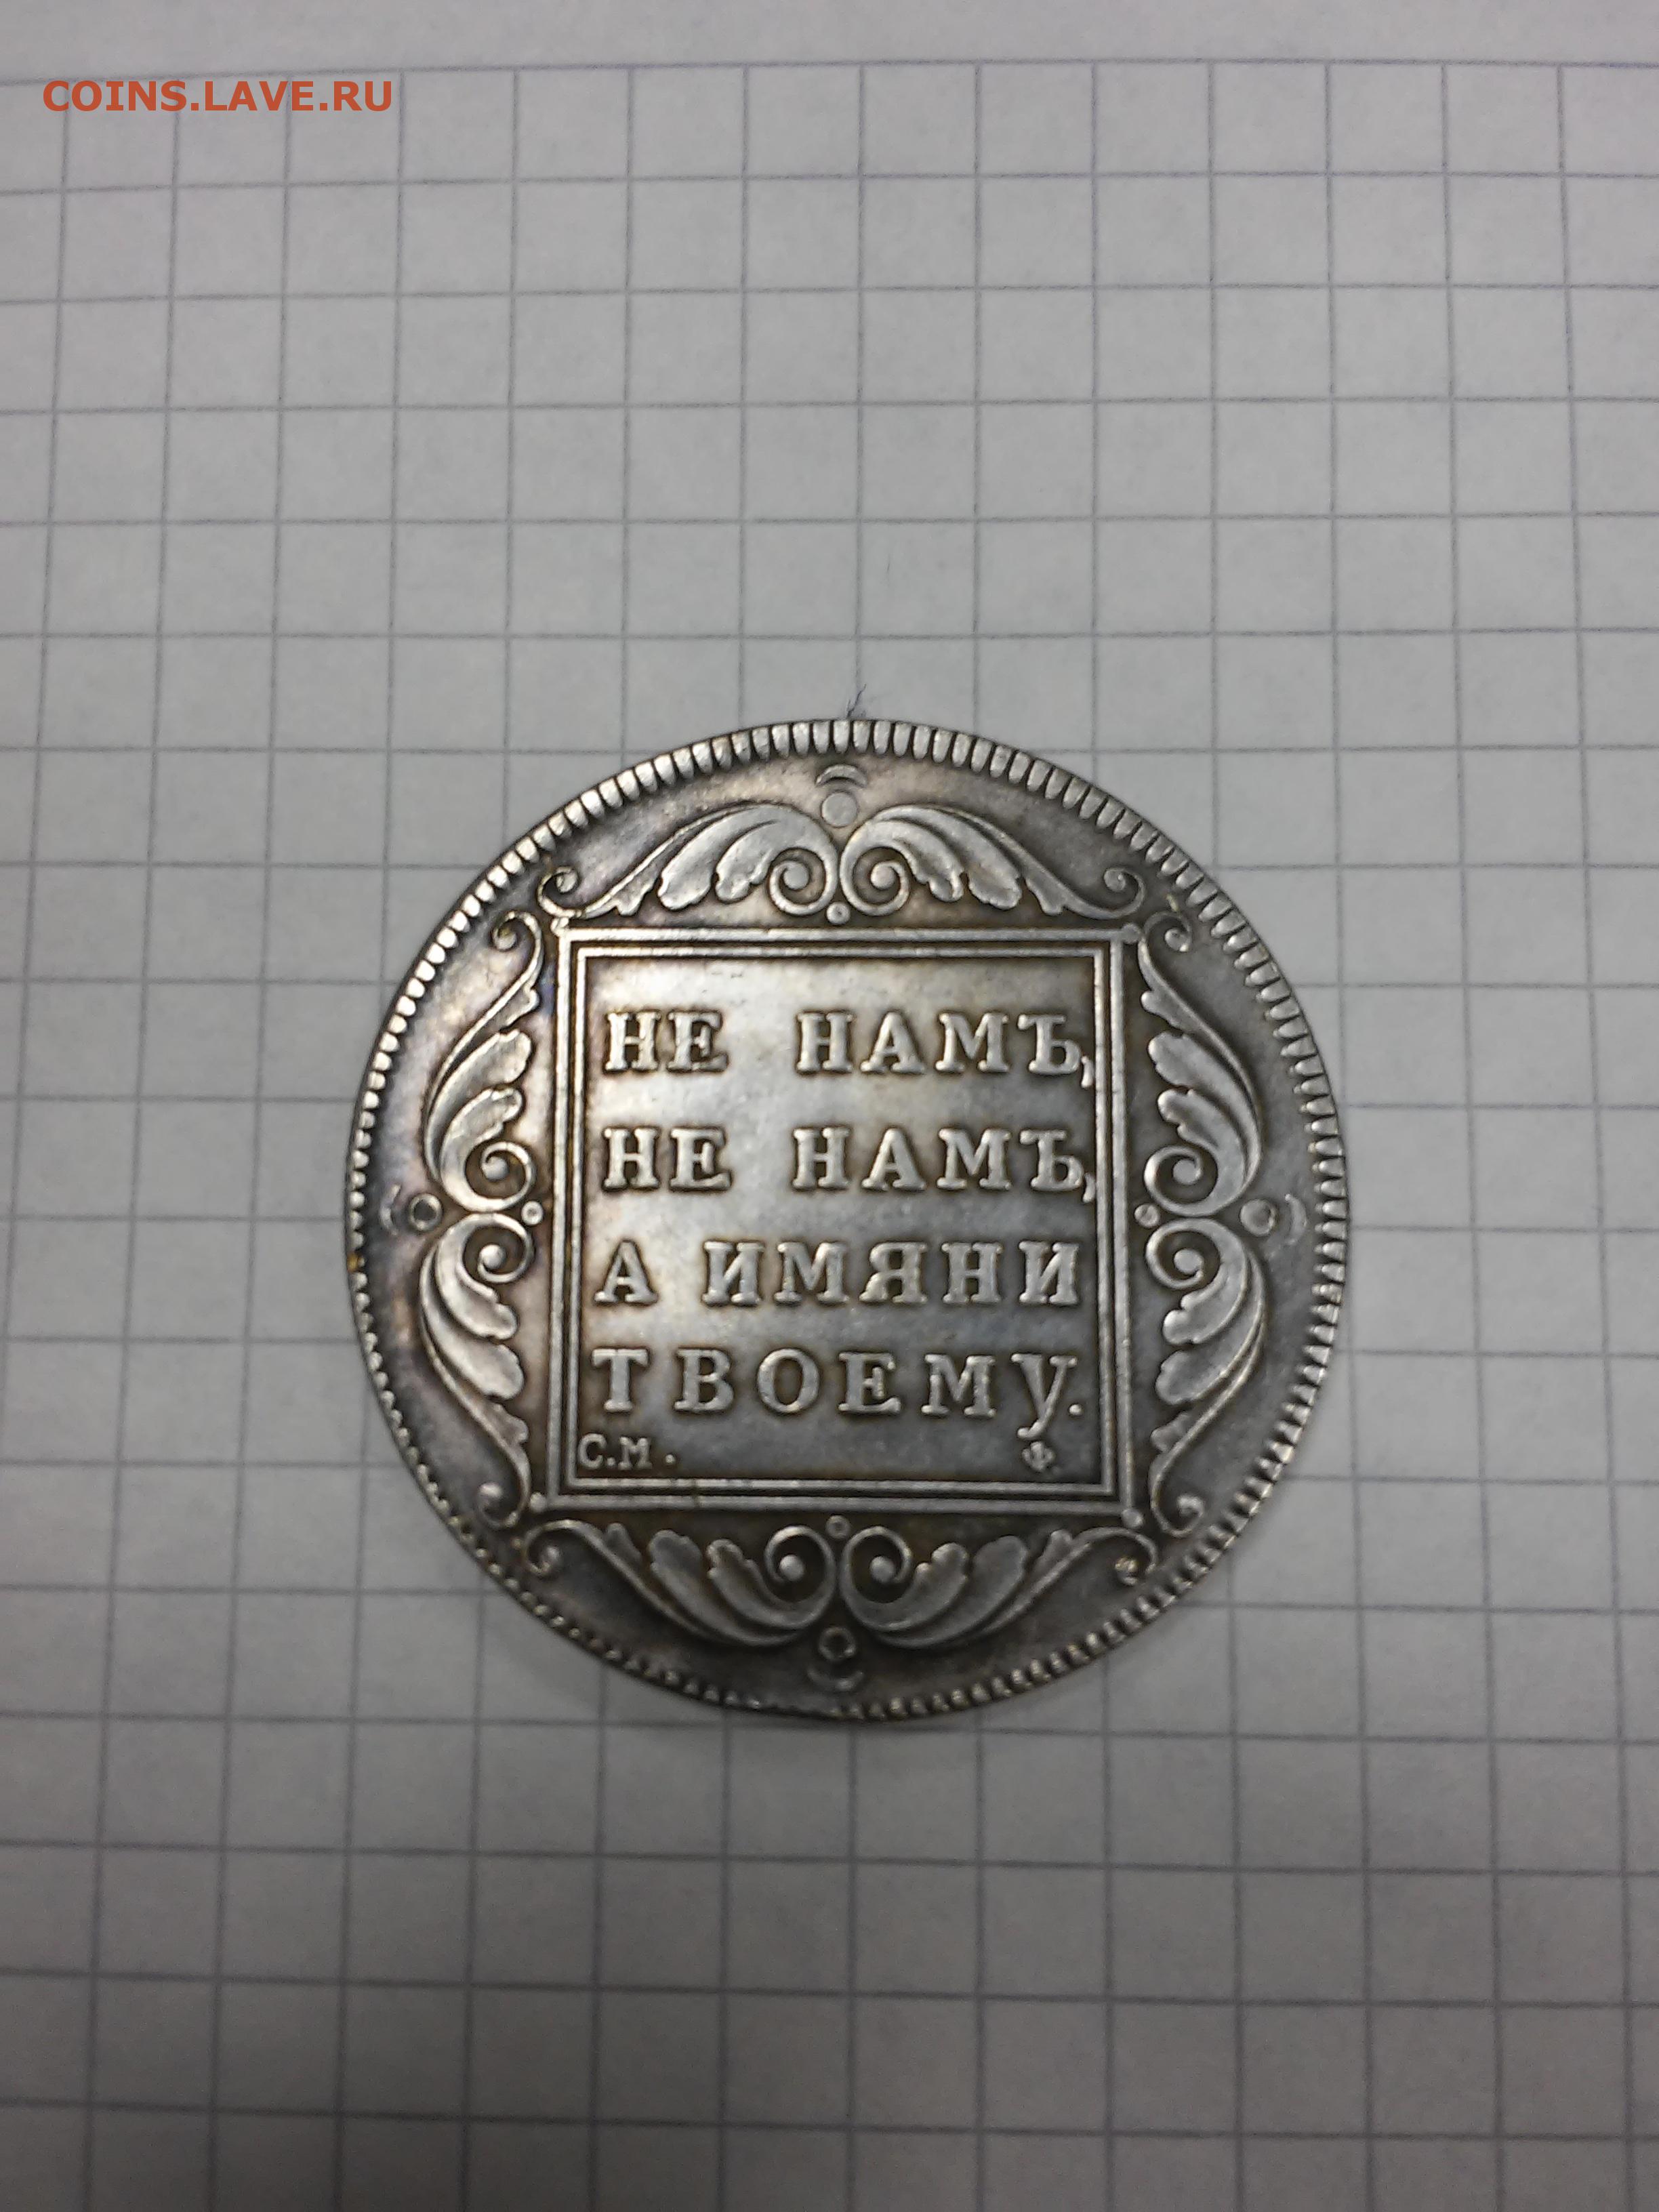 COINS.LAVE.RU
НЕ НАМЪ,
НЕ НАМЪ,
А ИМЯНИ
ТВОЕМУ.
С.М. Ф.